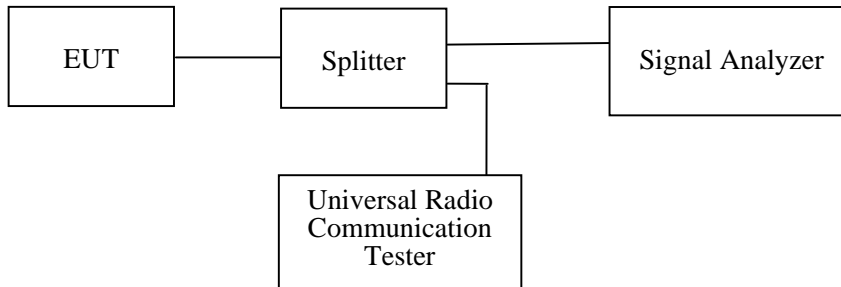 EUT
Splitter
Signal Analyzer
Universal Radio
Communication
Tester